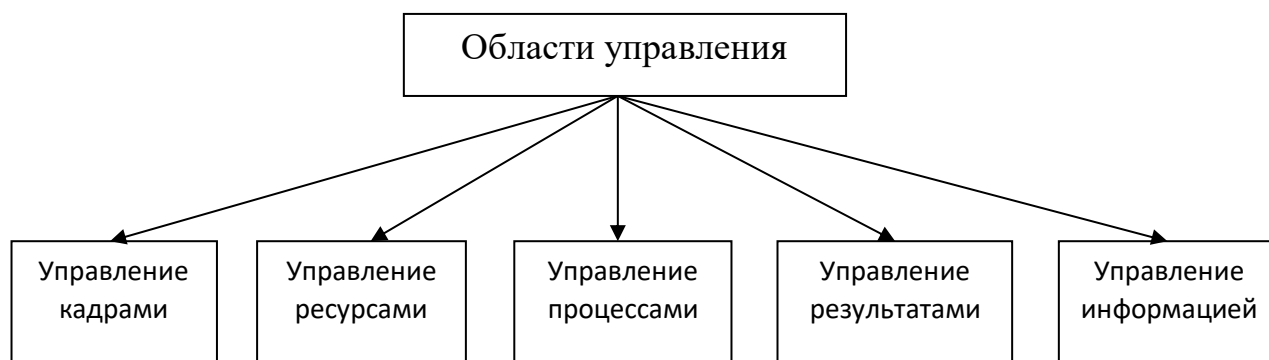 Области управления
Управление
кадрами
Управление
ресурсами
Управление
процессами
Управление
результатами
Управление
информацией